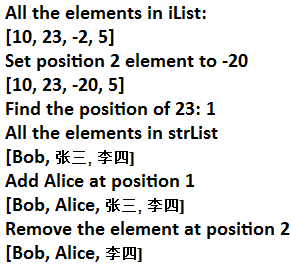 All the elements in iList:
[10, 23, -2, 5]
Set position 2 element to -20
[10, 23, -20, 5]
Find the position of 23: 1
All the elements in strList
[Bob, 张三, 李四]
Add Alice at position 1
[Bob, Alice, 张三, 李四]
Remove the element at position 2
[Bob, Alice, 李四]